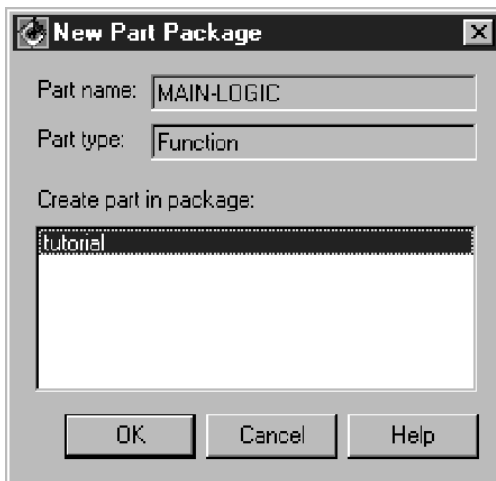 New Part Package
Part name: MAIN-LOGIC
Part type: Function
Create part in package:
tutorial
OK Cancel Help